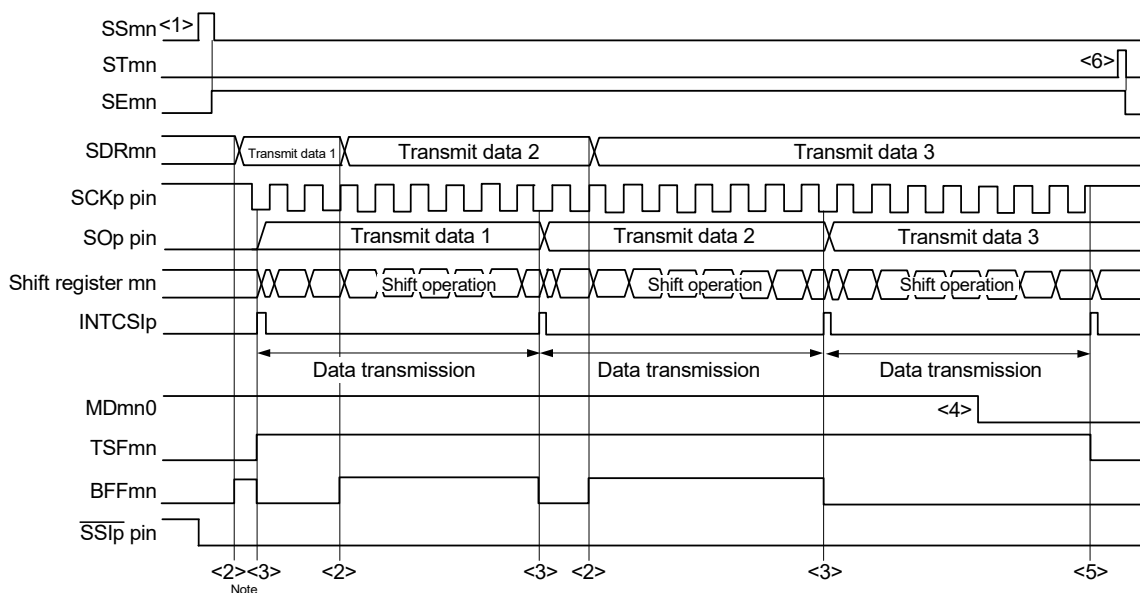 SSmn <1>
STmn <6>
SEmn
SDRmn Transmit data 1 Transmit data 2 Transmit data 3
SCKp pin
SOp pin Transmit data 1 Transmit data 2 Transmit data 3
Shift register mn Shift operation Shift operation Shift operation
INTCSIp
Data transmission Data transmission Data transmission
MDmn0 <4>
TSFmn
BFFmn
SSIp pin
<2> <3> <2> <3> <2> <3> <5>
Note